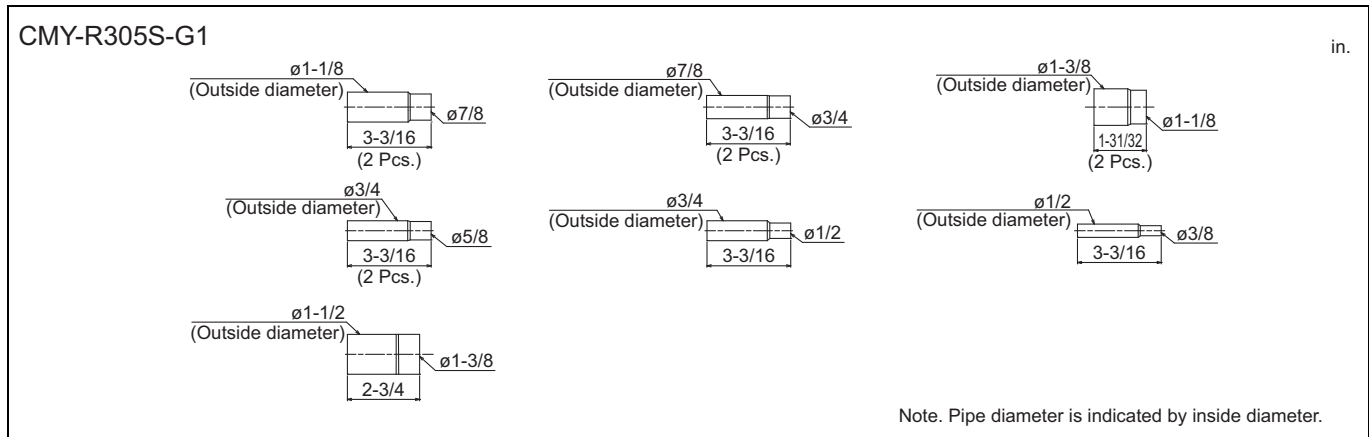 CMY-R305S-G1
in.
ø1-1/8
(Outside diameter)
ø7/8
3-3/16
(2 Pcs.)
ø7/8
(Outside diameter)
ø3/4
3-3/16
(2 Pcs.)
ø1-3/8
(Outside diameter)
ø1-1/8
1-31/32
(2 Pcs.)
ø3/4
(Outside diameter)
ø5/8
3-3/16
(2 Pcs.)
ø3/4
(Outside diameter)
ø1/2
3-3/16
ø1/2
(Outside diameter)
ø3/8
3-3/16
ø1-1/2
(Outside diameter)
ø1-3/8
2-3/4
Note. Pipe diameter is indicated by inside diameter.